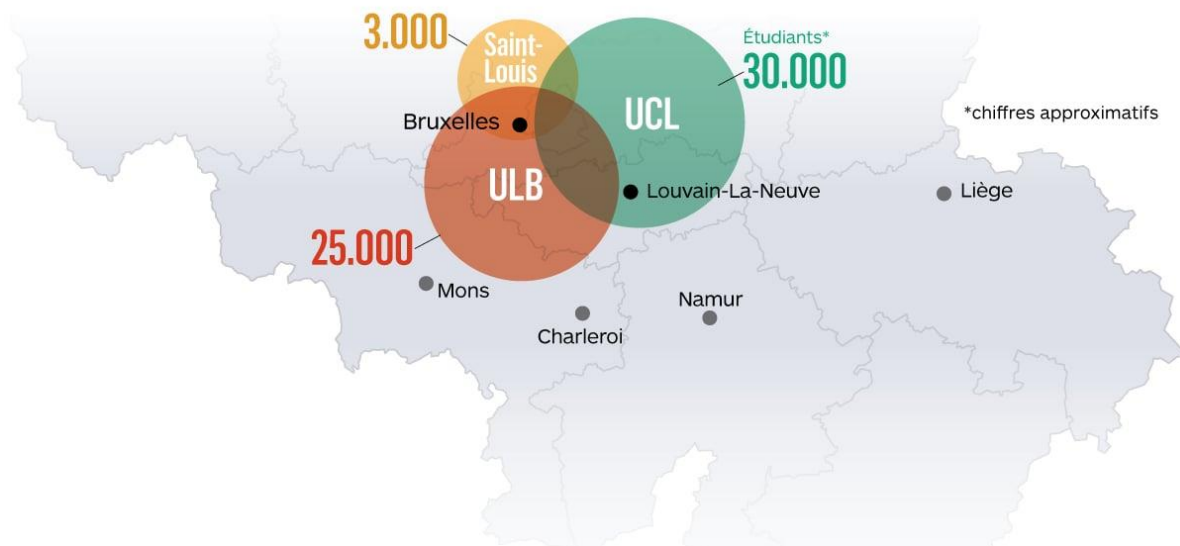 3.000
Saint-
Louis
Étudiants*
30.000
UCL
*chiffres approximatifs
Bruxelles
ULB
Louvain-La-Neuve
Liège
25.000
Mons
Namur
Charleroi